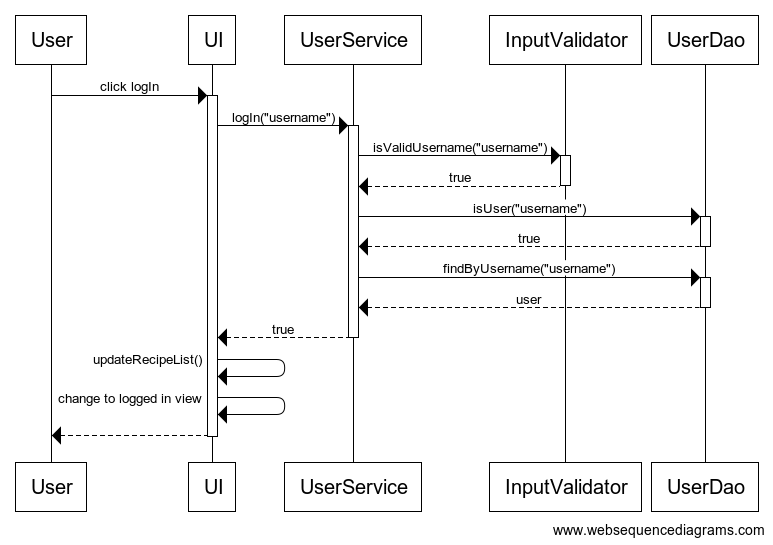 User UI UserService InputValidator UserDao
click logIn
logIn("username")
isValidUsername("username")
true
isUser("username")
true
findByUsername("username")
user
true
updateRecipeList()
change to logged in view
User UI UserService InputValidator UserDao
www.websequencediagrams.com